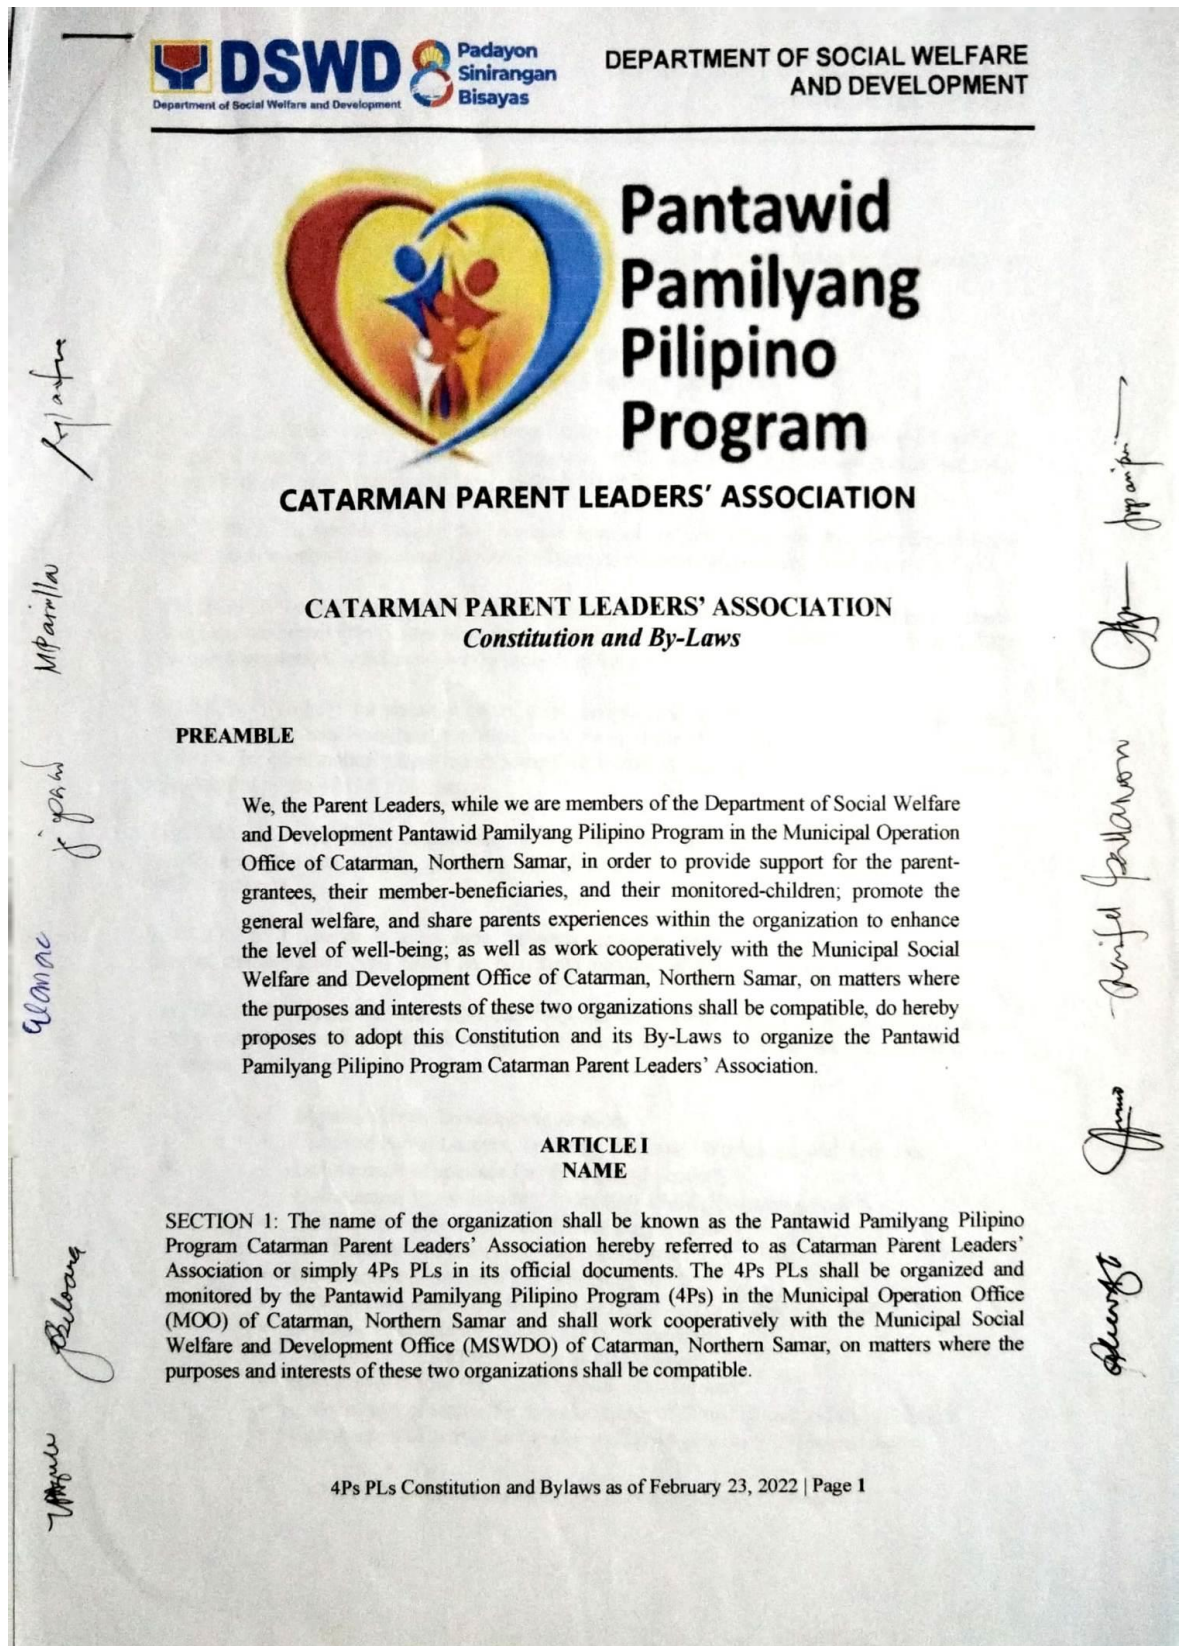 DSWD
Department of Social Welfare and Development
Padayon
Sinirangan
Bisayas
DEPARTMENT OF SOCIAL WELFARE
AND DEVELOPMENT
Pantawid
Pamilyang
Pilipino
Program
CATARMAN PARENT LEADERS' ASSOCIATION
CATARMAN PARENT LEADERS' ASSOCIATION
Constitution and By-Laws
PREAMBLE
We, the Parent Leaders, while we are members of the Department of Social Welfare
and Development Pantawid Pamilyang Pilipino Program in the Municipal Operation
Office of Catarman, Northern Samar, in order to provide support for the parent-
grantees, their member-beneficiaries, and their monitored-children; promote the
general welfare, and share parents experiences within the organization to enhance
the level of well-being; as well as work cooperatively with the Municipal Social
Welfare and Development Office of Catarman, Northern Samar, on matters where
the purposes and interests of these two organizations shall be compatible, do hereby
proposes to adopt this Constitution and its By-Laws to organize the Pantawid
Pamilyang Pilipino Program Catarman Parent Leaders' Association.
ARTICLE I
NAME
SECTION 1: The name of the organization shall be known as the Pantawid Pamilyang Pilipino
Program Catarman Parent Leaders' Association hereby referred to as Catarman Parent Leaders'
Association or simply 4Ps PLs in its official documents. The 4Ps PLs shall be organized and
monitored by the Pantawid Pamilyang Pilipino Program (4Ps) in the Municipal Operation Office
(MOO) of Catarman, Northern Samar and shall work cooperatively with the Municipal Social
Welfare and Development Office (MSWDO) of Catarman, Northern Samar, on matters where the
purposes and interests of these two organizations shall be compatible.
4Ps PLs Constitution and Bylaws as of February 23, 2022 | Page 1